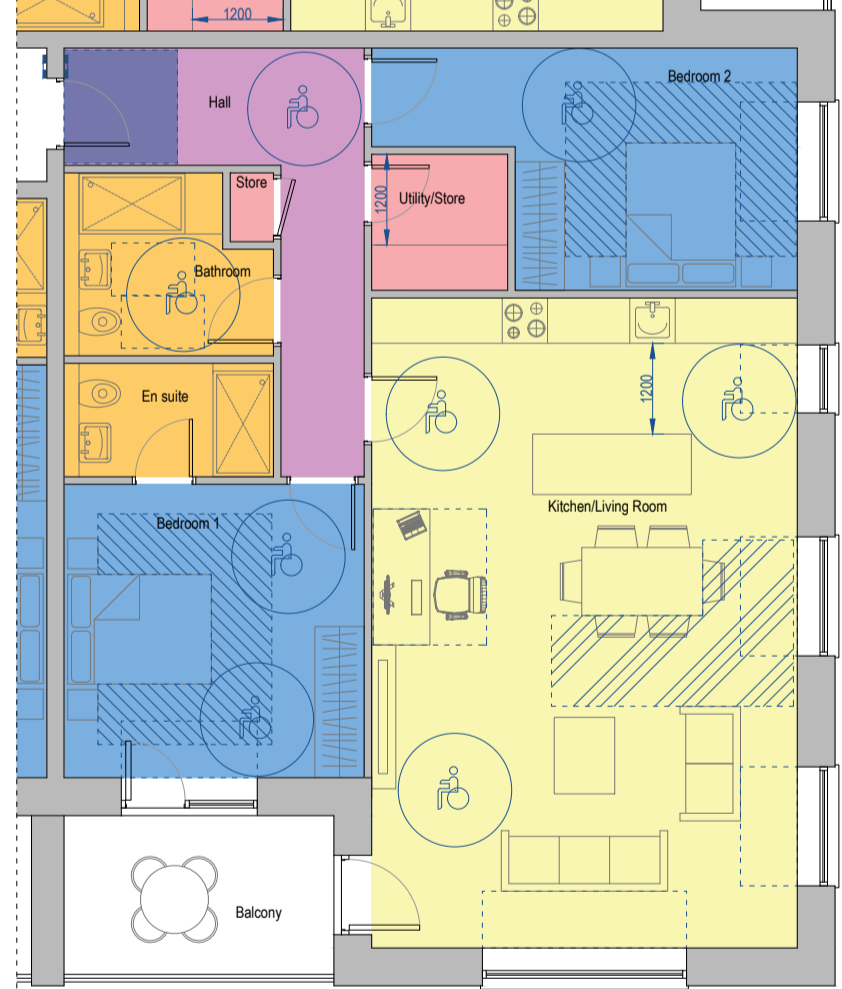 1200
Hall
Bedroom 2
Store
1200
Utility/Store
Bathroom
En suite
1200
Kitchen/Living Room
Bedroom 1
Balcony